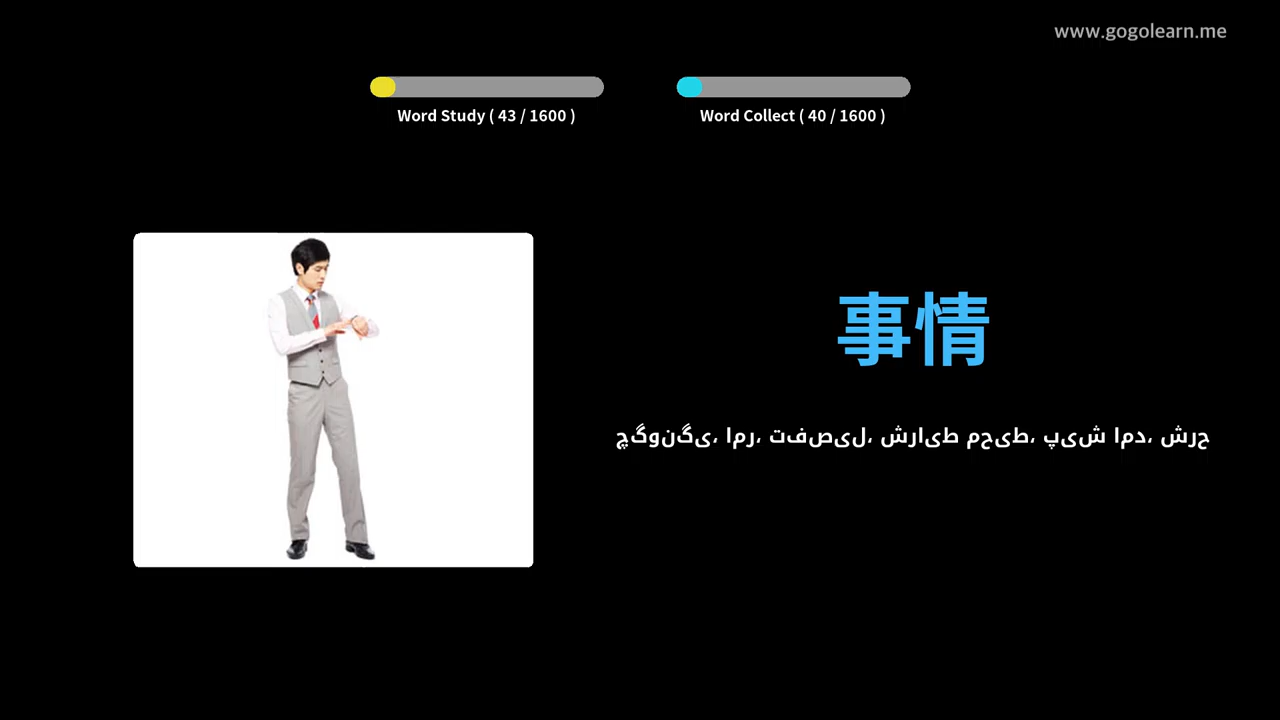 www.gogolearn.me
Word Study ( 43 / 1600 )
Word Collect ( 40 / 1600 )
事情
چگونگی، امر، تفصیل، شرایط محیط، پیش امد، شرح